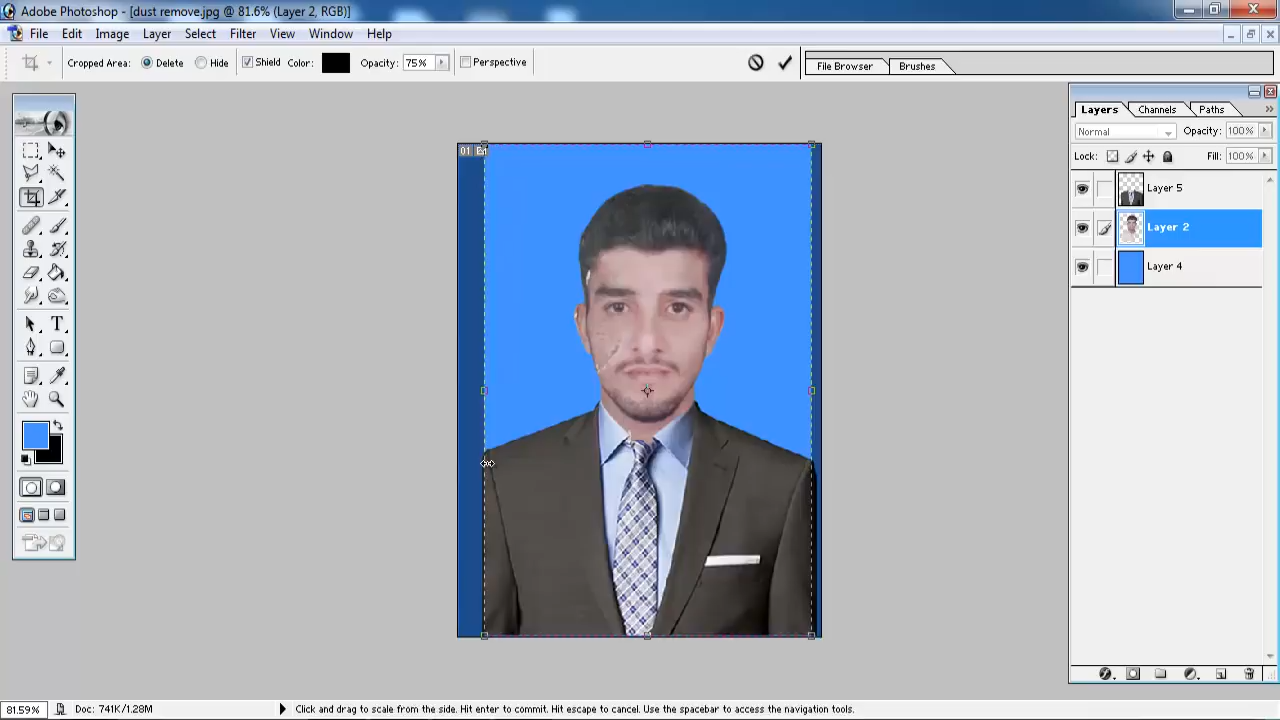 Adobe Photoshop - [dust remove.jpg @ 81.6% (Layer 2, RGB)]
File Edit Image Layer Select Filter View Window Help
Cropped Area: Delete Hide Shield Color: Opacity: 75% Perspective File Browser Brushes
Layers Channels Paths
Normal Opacity: 100%
Lock: Fill: 100%
01
Layer 5
Layer 2
Layer 4
81.59% Doc: 741K/1.28M Click and drag to scale from the side. Hit enter to commit. Hit escape to cancel. Use the spacebar to access the navigation tools.